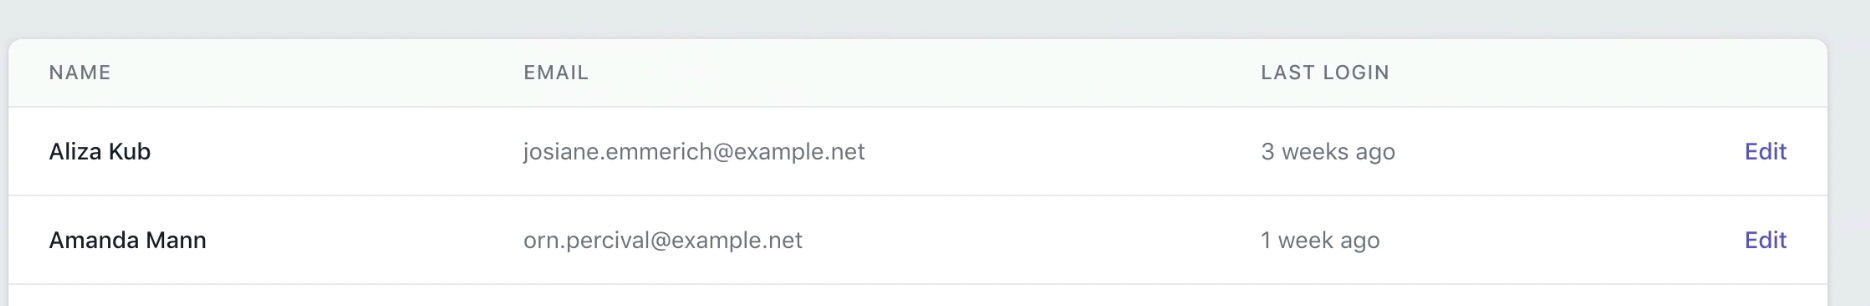 NAME EMAIL LAST LOGIN
Aliza Kub josiane.emmerich@example.net 3 weeks ago Edit
Amanda Mann orn.percival@example.net 1 week ago Edit